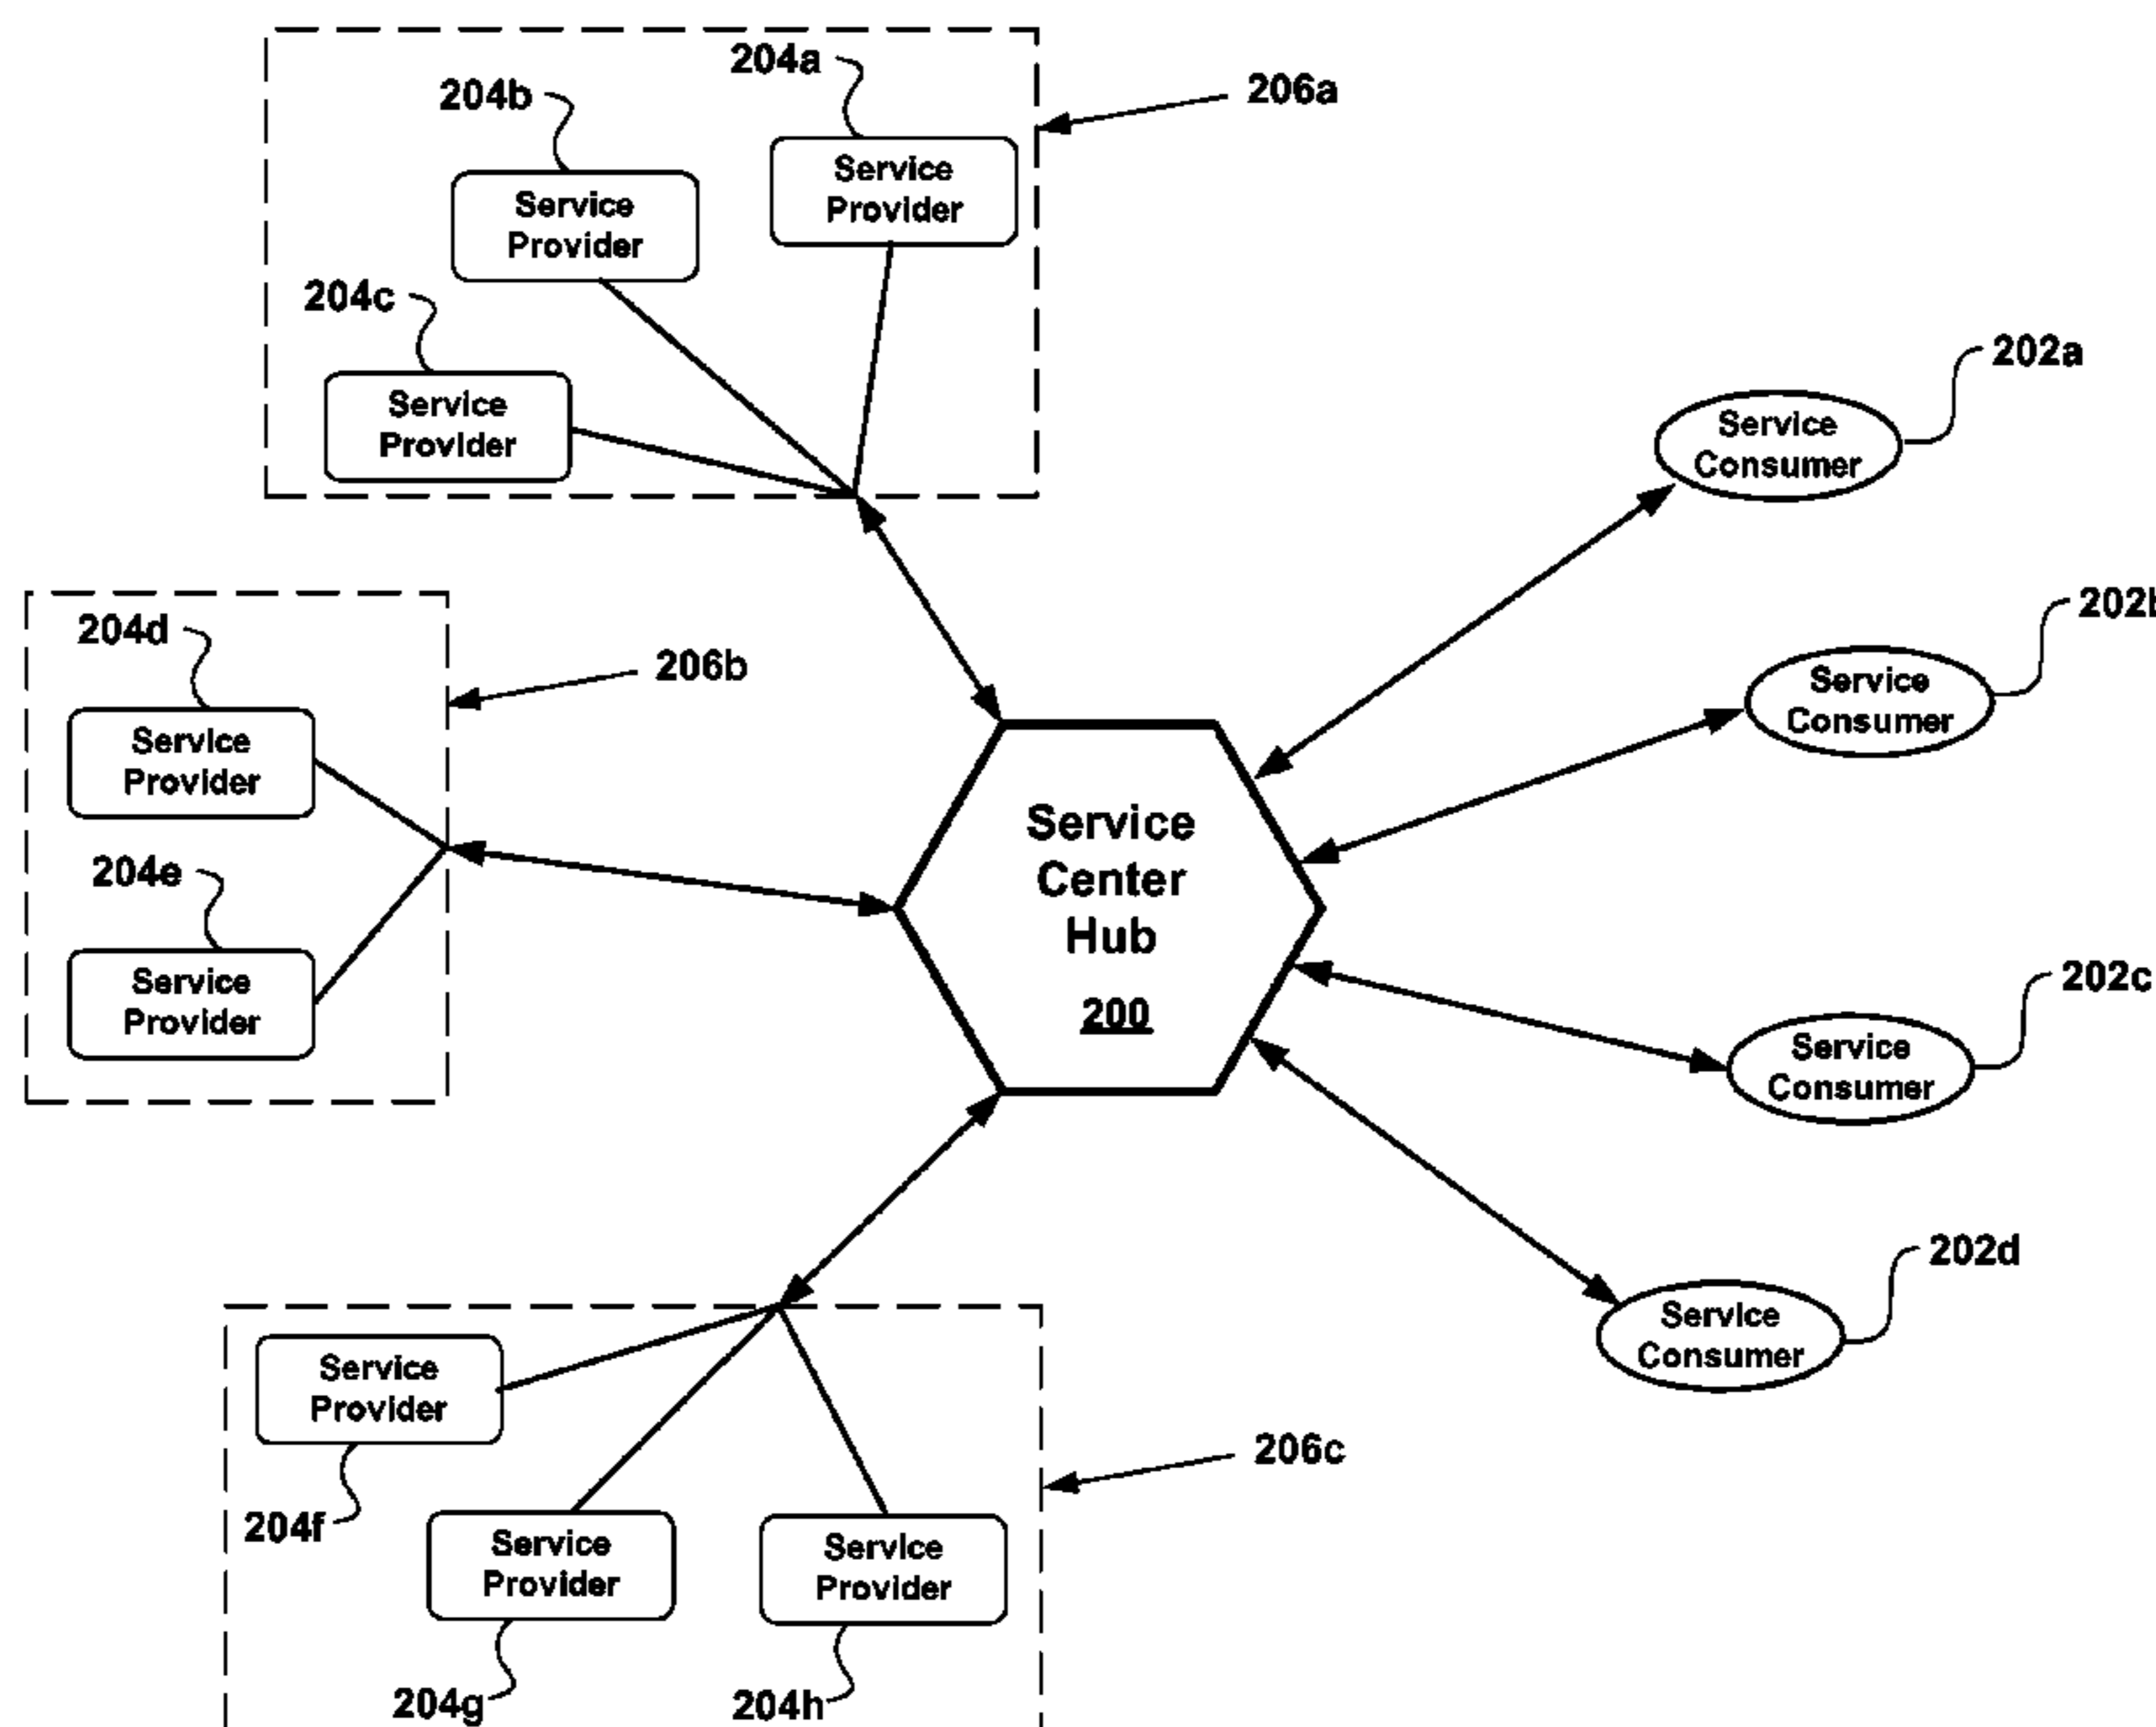 204a
204b
206a
Service
Provider
Service
Provider
204c
Service
Provider
202a
Service
Consumer
204d
206b
202b
Service
Provider
Service
Consumer
204e
Service
Center
Hub
200
Service
Provider
202c
Service
Consumer
202d
Service
Consumer
Service
Provider
206c
204f
Service
Provider
Service
Provider
204g
204h